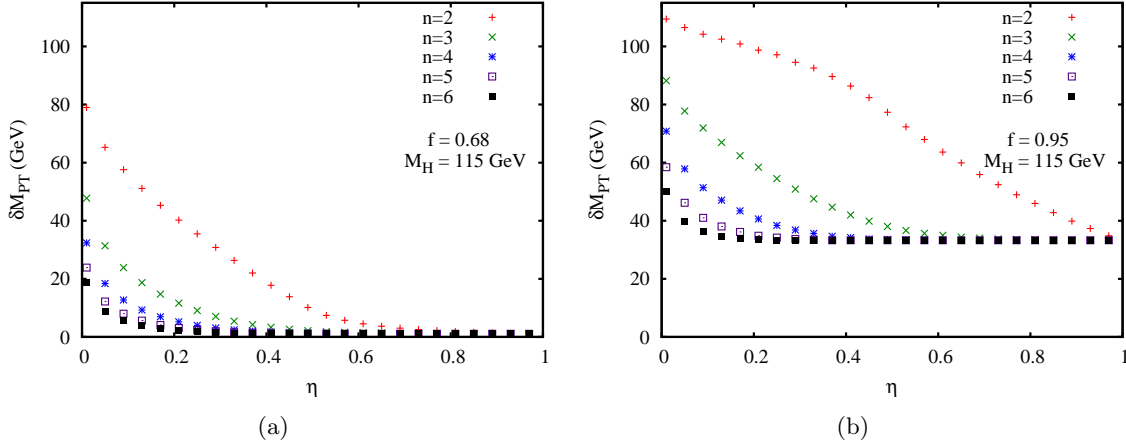 100
80
60
40
20
0
δM_PT (GeV)
0 0.2 0.4 0.6 0.8 1
η
n=2
n=3
n=4
n=5
n=6
f = 0.68
M_H = 115 GeV
(a)
100
80
60
40
20
0
δM_PT (GeV)
0 0.2 0.4 0.6 0.8 1
η
n=2
n=3
n=4
n=5
n=6
f = 0.95
M_H = 115 GeV
(b)